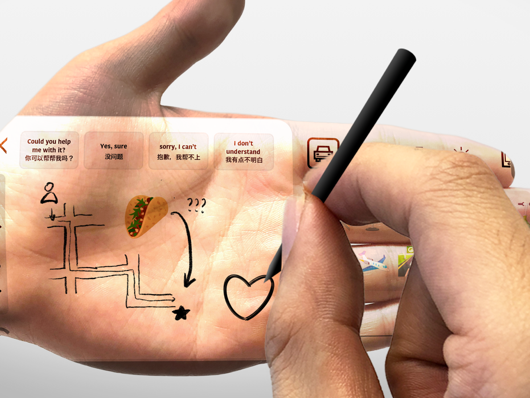 Could you help
me with it?
你可以帮帮我吗？
Yes, sure
没问题
sorry, I can't
抱歉，我帮不上
I don't
understand
我有点不明白
???